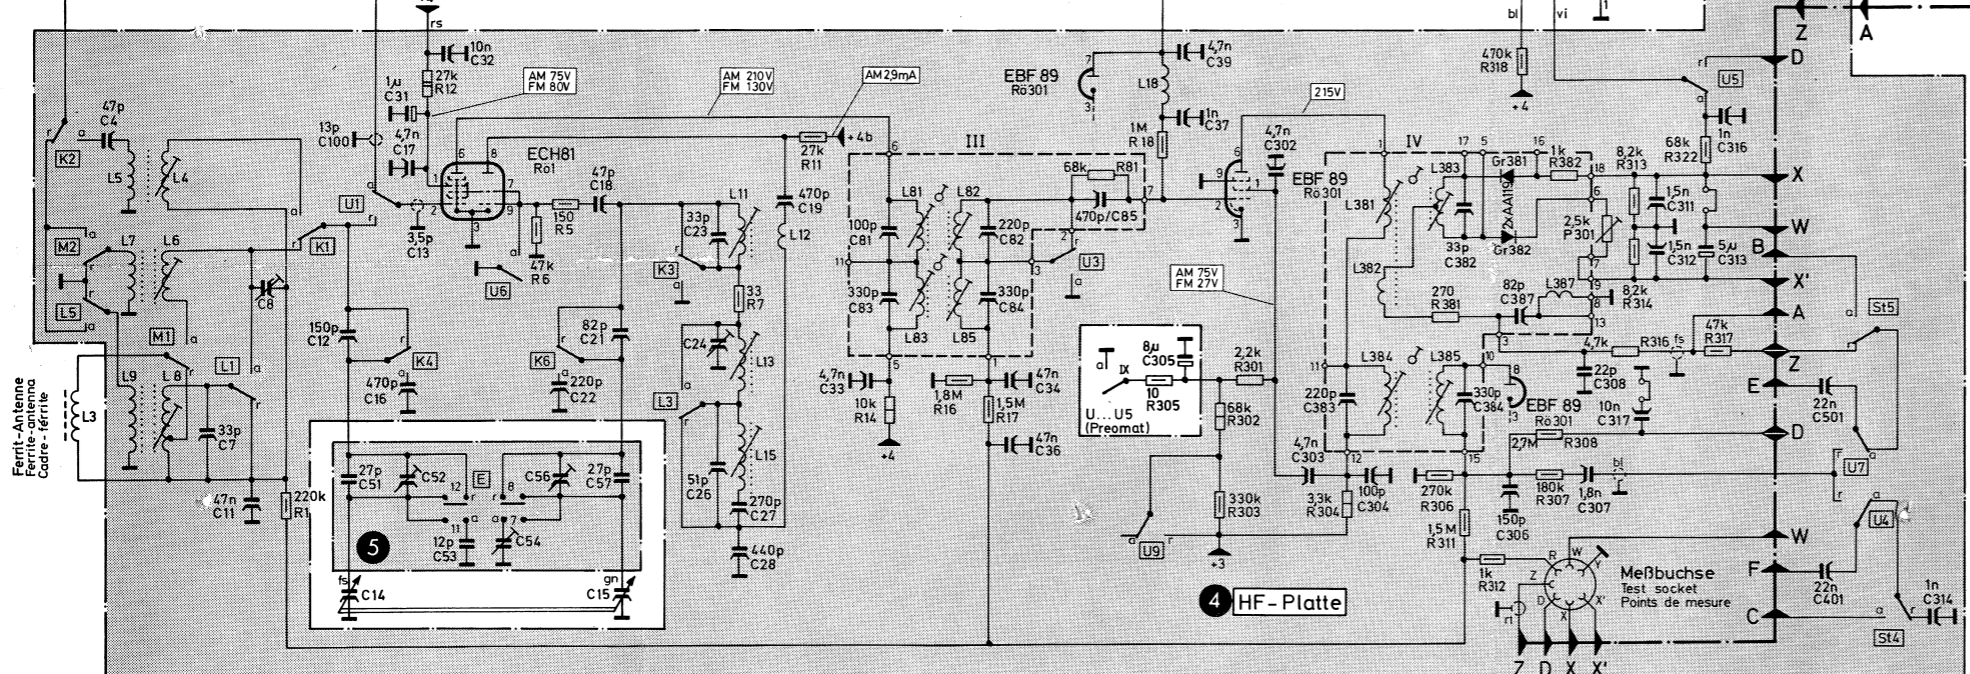 rs
10n
C32
27k
R12
1µ
C31
4,7n
C17
13p
C100
AM 75V
FM 80V
AM 210V
FM 130V
AM 2,9mA
+4b
27k
R11
ECH81
Rö1
47p
C18
150
R5
47k
R6
U6
3,5p
C13
U1
K1
47p
C4
K2
L5
L4
M2
L7
L6
L5
C8
M1
L1
L9
L8
L3
33p
C7
47n
C11
220k
R1
Ferrit-Antenne
Ferrite-antenna
Cadre - férrite
150p
C12
K4
470p
C16
82p
C21
K6
220p
C22
27p
C51
C52
E
C56
27p
C57
12p
C53
C54
5
fs
C14
gn
C15
33p
C23
L11
K3
33
R7
C24
L13
L3
51p
C26
L15
270p
C27
440p
C28
470p
C19
L12
III
L81
L82
100p
C81
220p
C82
330p
C83
330p
C84
L83
L85
68k
R81
470p/C85
U3
4,7n
C33
10k
R14
+4
1,8M
R16
47n
C34
1,5M
R17
47n
C36
EBF 89
Rö301
4,7n
C39
L18
1n
C37
1M
R18
215V
4,7n
C302
EBF 89
Rö301
AM 75V
FM 27V
8µ
C305
IX
10
R305
U...U5
(Preomat)
2,2k
R301
68k
R302
330k
R303
+3
U9
4,7n
C303
3,3k
R304
100p
C304
IV
L381
L382
L383
33p
C382
Gr381
Gr382
2xAA119
1k
R382
2,5k
P301
270
R381
82p
C387
L387
L384
L385
220p
C383
330p
C384
EBF 89
Rö301
2,7M
R308
270k
R306
180k
R307
1,8n
C307
150p
C306
1,5M
R311
1k
R312
22p
C308
10n
C317
4,7k
R316
fs
47k
R317
bl
vi
470k
R318
+4
8,2k
R313
68k
R322
1n
C316
1,5n
C311
1,5n
C312
5µ
C313
8,2k
R314
U5
St5
22n
C501
U7
U4
22n
C401
1n
C314
St4
Z
A
D
X
W
B
X'
A
Z
E
D
W
F
C
4 HF-Platte
Meßbuchse
Test socket
Points de mesure
R
W
Y
Z
D
X
X'
rt
Z D X X'